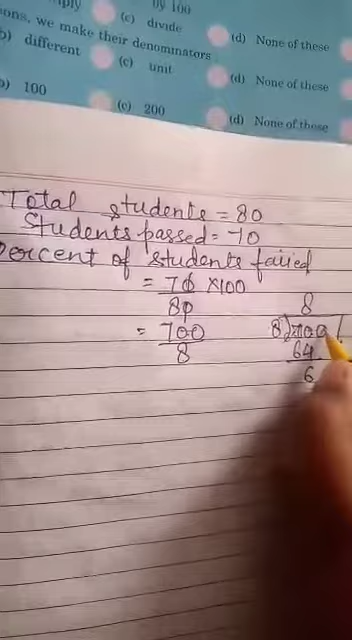 by 100
(c) divide
(d) None of these
ions, we make their denominators
b) different
(c) unit
(d) None of these
b) 100
(c) 200
(d) None of these
Total students = 80
Students passed = 70
Percent of students failed
= 70 ×100
80
= 700
8
8
8)700
64
6